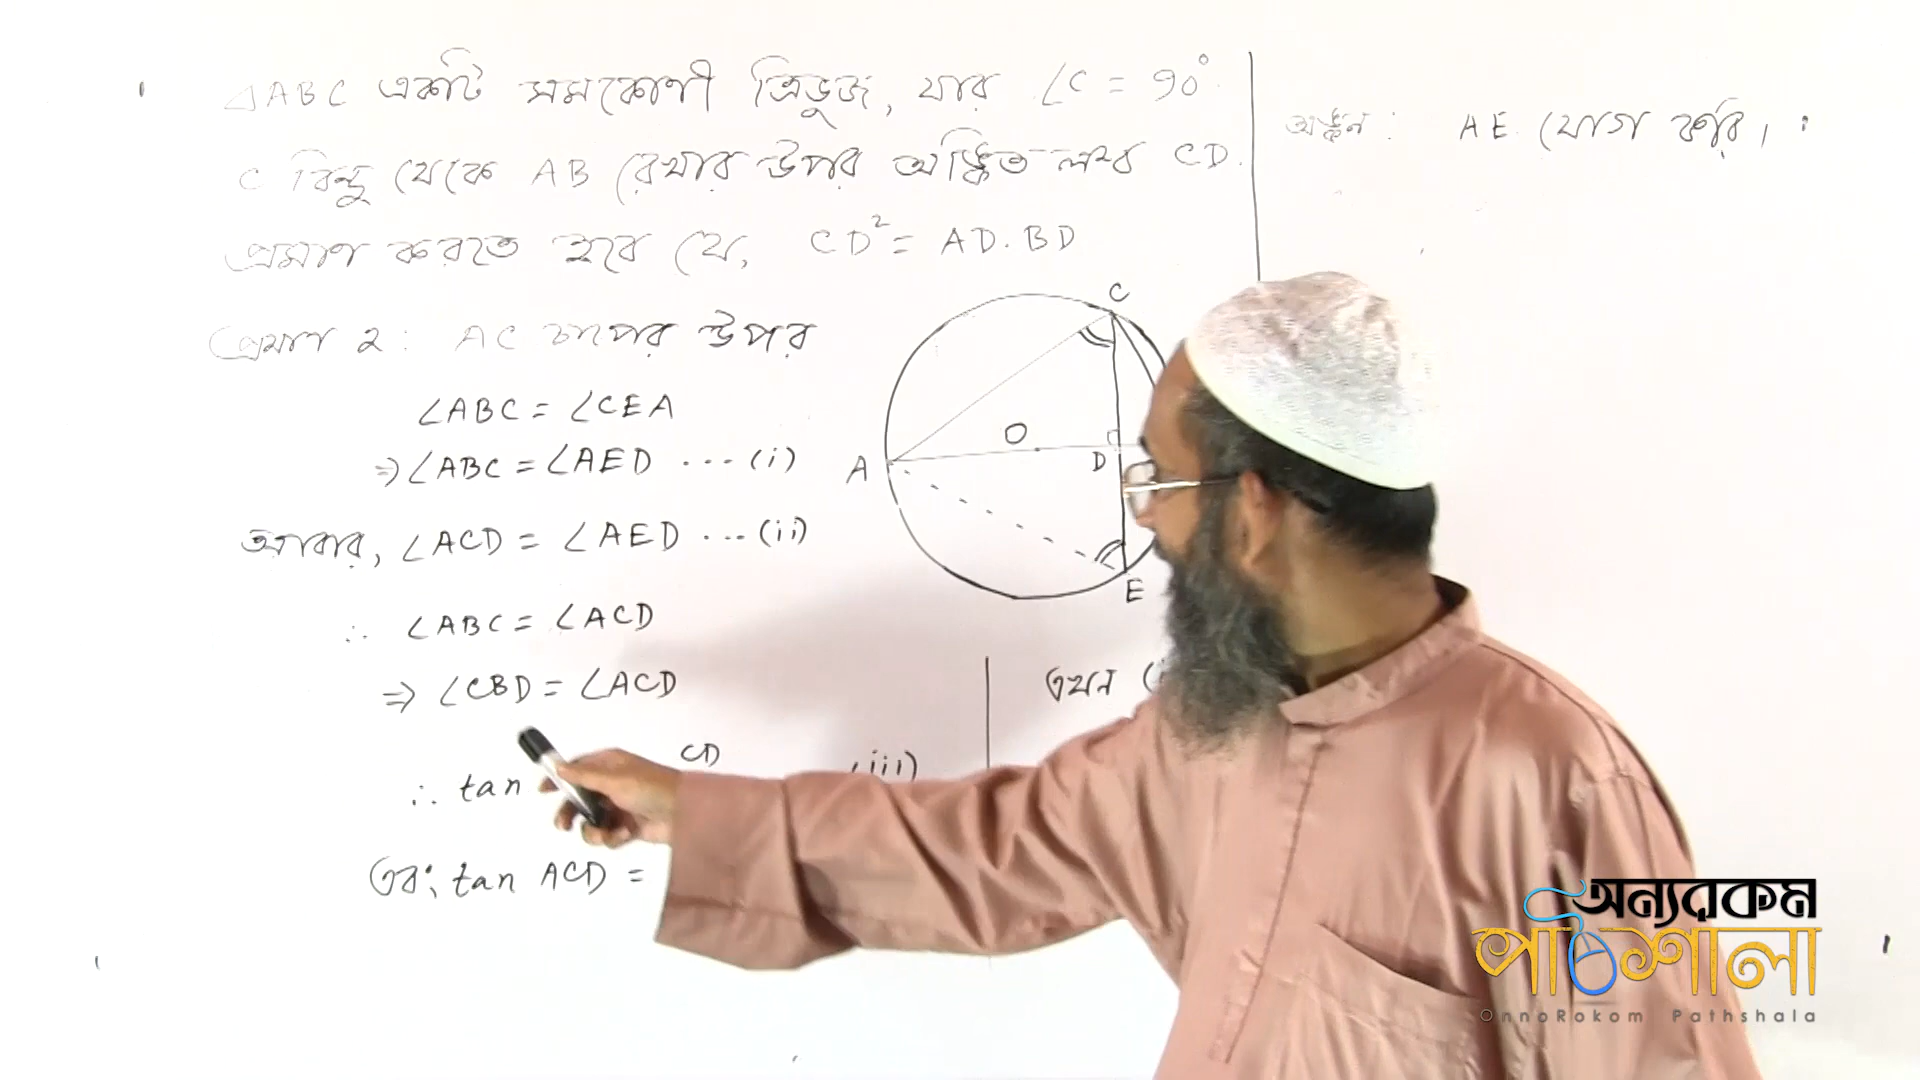 △ABC একটি সমকোণী ত্রিভুজ, যার ∠C = 90°
C বিন্দু থেকে AB রেখার উপর অঙ্কিত লম্ব CD.
প্রমাণ করতে হবে যে, CD² = AD.BD
প্রমাণ ২: AC চাপের উপর
∠ABC = ∠CEA
⇒ ∠ABC = ∠AED ... (i)
আবার, ∠ACD = ∠AED ... (ii)
∴ ∠ABC = ∠ACD
⇒ ∠CBD = ∠ACD
∴ tan CD (iii)
এবং, tan ACD =
C
O
A
D
E
এখন (
অঙ্কন: AE যোগ করি।
অন্যরকম
পাঠশালা
OnnoRokom Pathshala